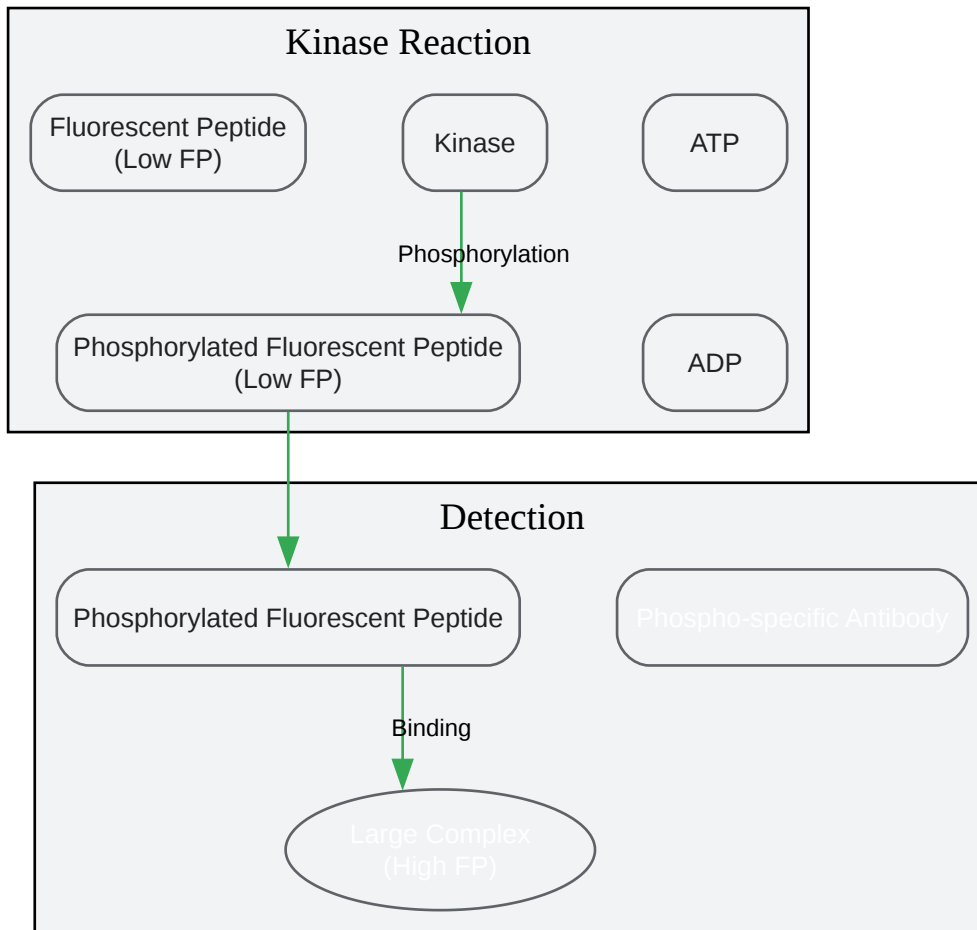 Kinase Reaction
Fluorescent Peptide
(Low FP)
Kinase
ATP
Phosphorylation
Phosphorylated Fluorescent Peptide
(Low FP)
ADP
Detection
Phosphorylated Fluorescent Peptide
Phospho-specific Antibody
Binding
Large Complex
(High FP)